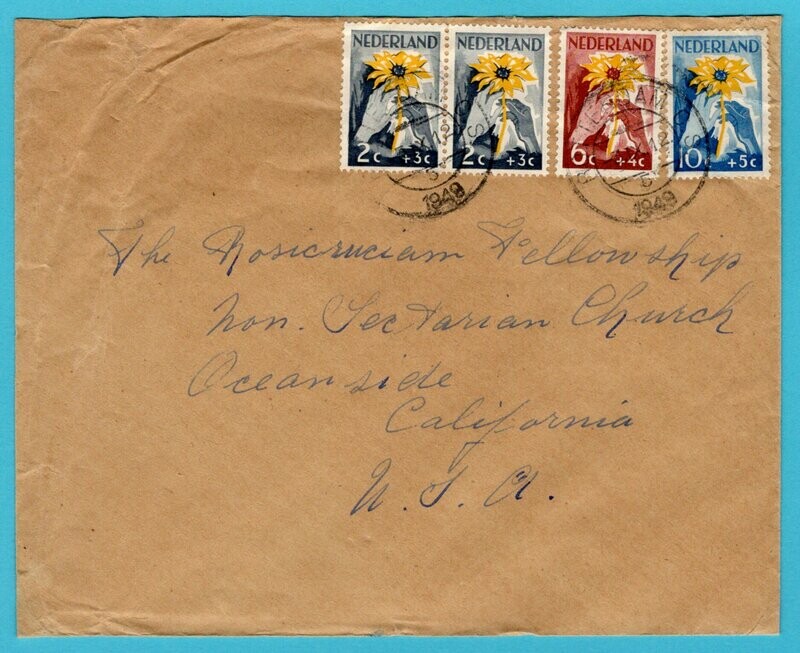 NEDERLAND NEDERLAND NEDERLAND NEDERLAND
2c +3c 2c +3c 6c +4c 10c +5c
1949 1949
The Rosicruciam Fellowship
Non. Sectarian Church
Oceanside
California
U.S.A.